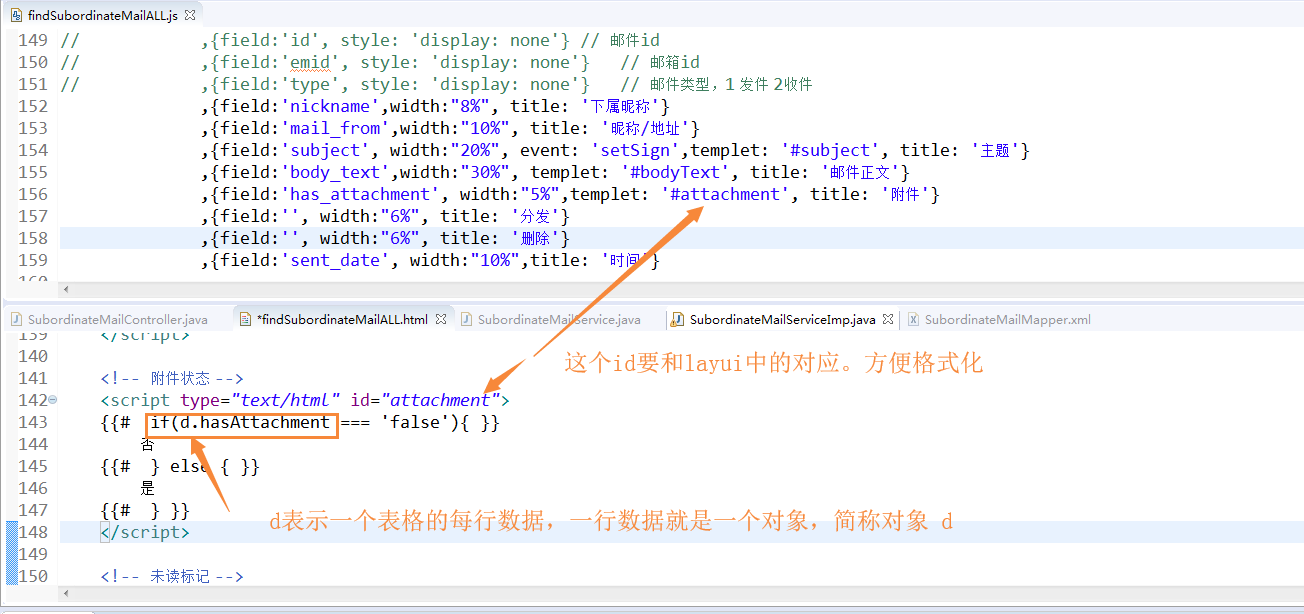 findSubordinateMailALL.js
149 // ,{field:'id', style: 'display: none'} // 邮件id
150 // ,{field:'emid', style: 'display: none'} // 邮箱id
151 // ,{field:'type', style: 'display: none'} // 邮件类型，1 发件 2收件
152 ,{field:'nickname',width:"8%", title: '下属昵称'}
153 ,{field:'mail_from',width:"10%", title: '昵称/地址'}
154 ,{field:'subject', width:"20%", event: 'setSign',templet: '#subject', title: '主题'}
155 ,{field:'body_text',width:"30%", templet: '#bodyText', title: '邮件正文'}
156 ,{field:'has_attachment', width:"5%",templet: '#attachment', title: '附件'}
157 ,{field:'', width:"6%", title: '分发'}
158 ,{field:'', width:"6%", title: '删除'}
159 ,{field:'sent_date', width:"10%",title: '时间'}
160
SubordinateMailController.java *findSubordinateMailALL.html SubordinateMailService.java SubordinateMailServiceImp.java SubordinateMailMapper.xml
139 </script>
140
这个id要和layui中的对应。方便格式化
141 <!-- 附件状态 -->
142 <script type="text/html" id="attachment">
143 {{# if(d.hasAttachment === 'false'){ }}
144 否
145 {{# } else { }}
146 是
147 {{# } }}
d表示一个表格的每行数据，一行数据就是一个对象，简称对象 d
148 </script>
149
150 <!-- 未读标记 -->